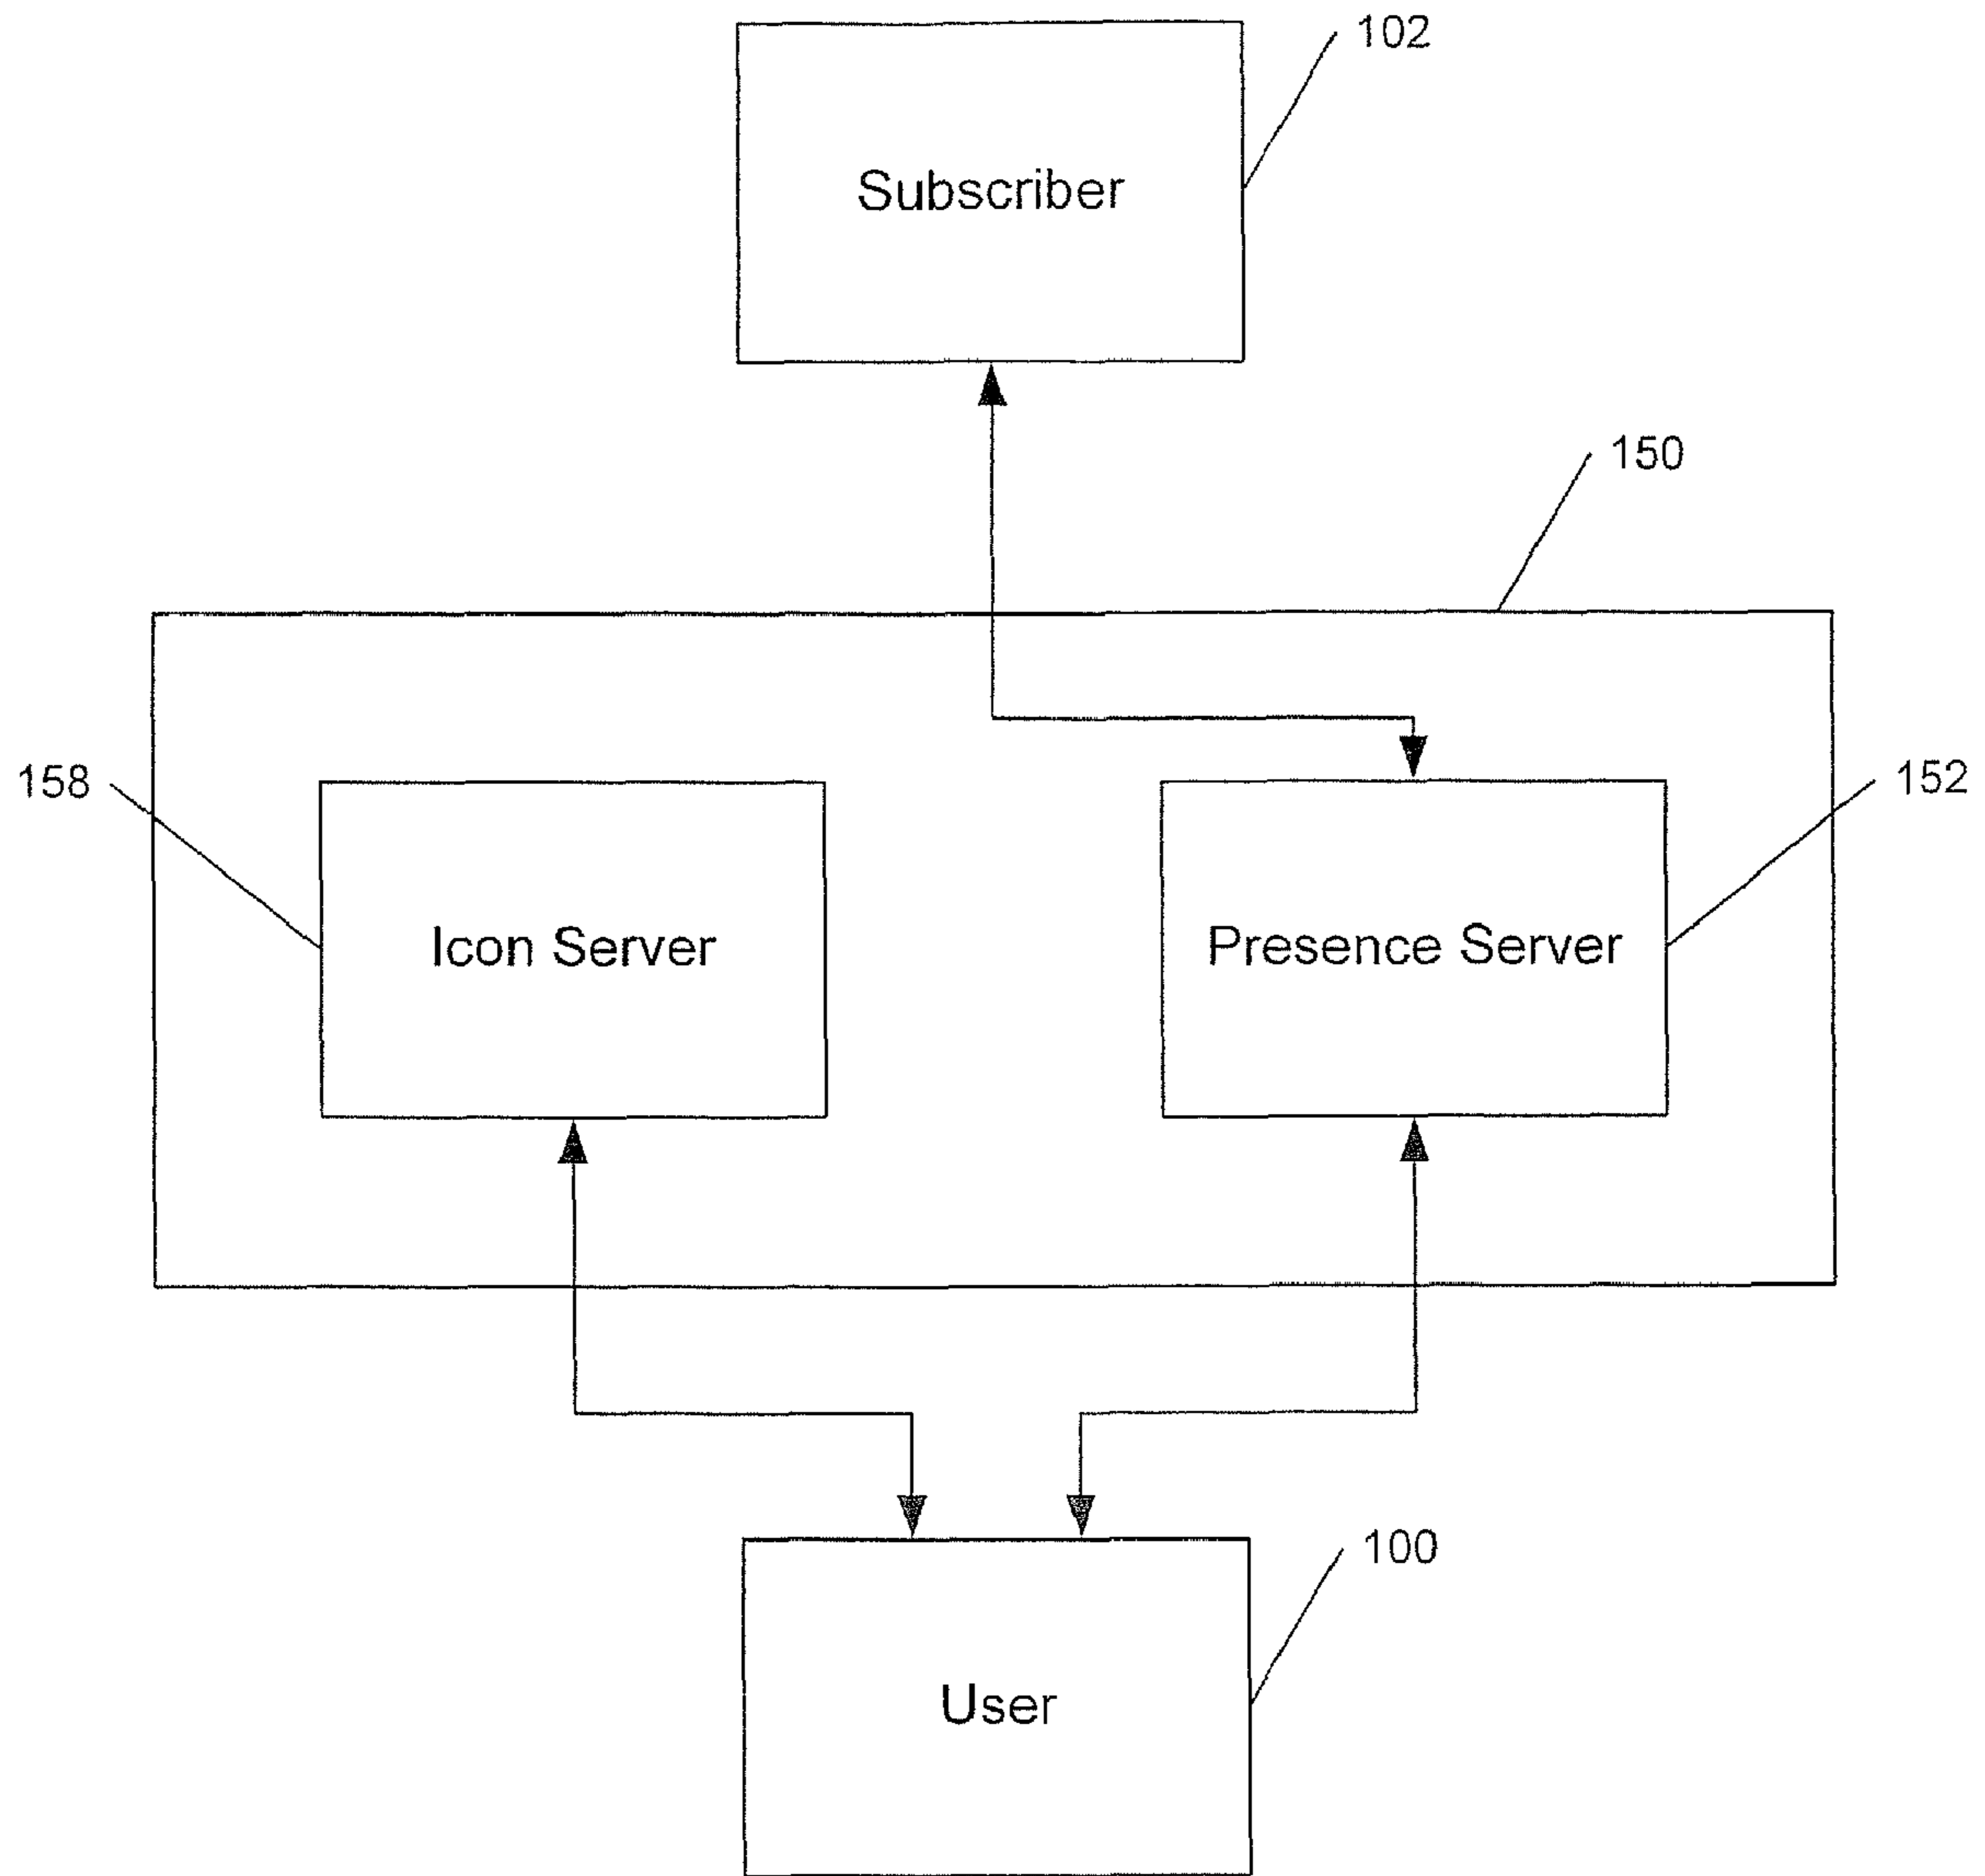 102
Subscriber
150
158
152
Icon Server
Presence Server
100
User